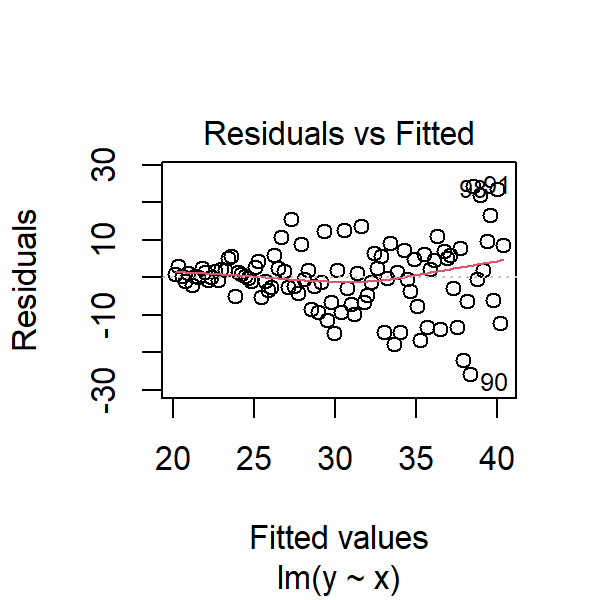 Residuals vs Fitted
Residuals
30
10
-10
-30
90
20 25 30 35 40
Fitted values
lm(y ~ x)